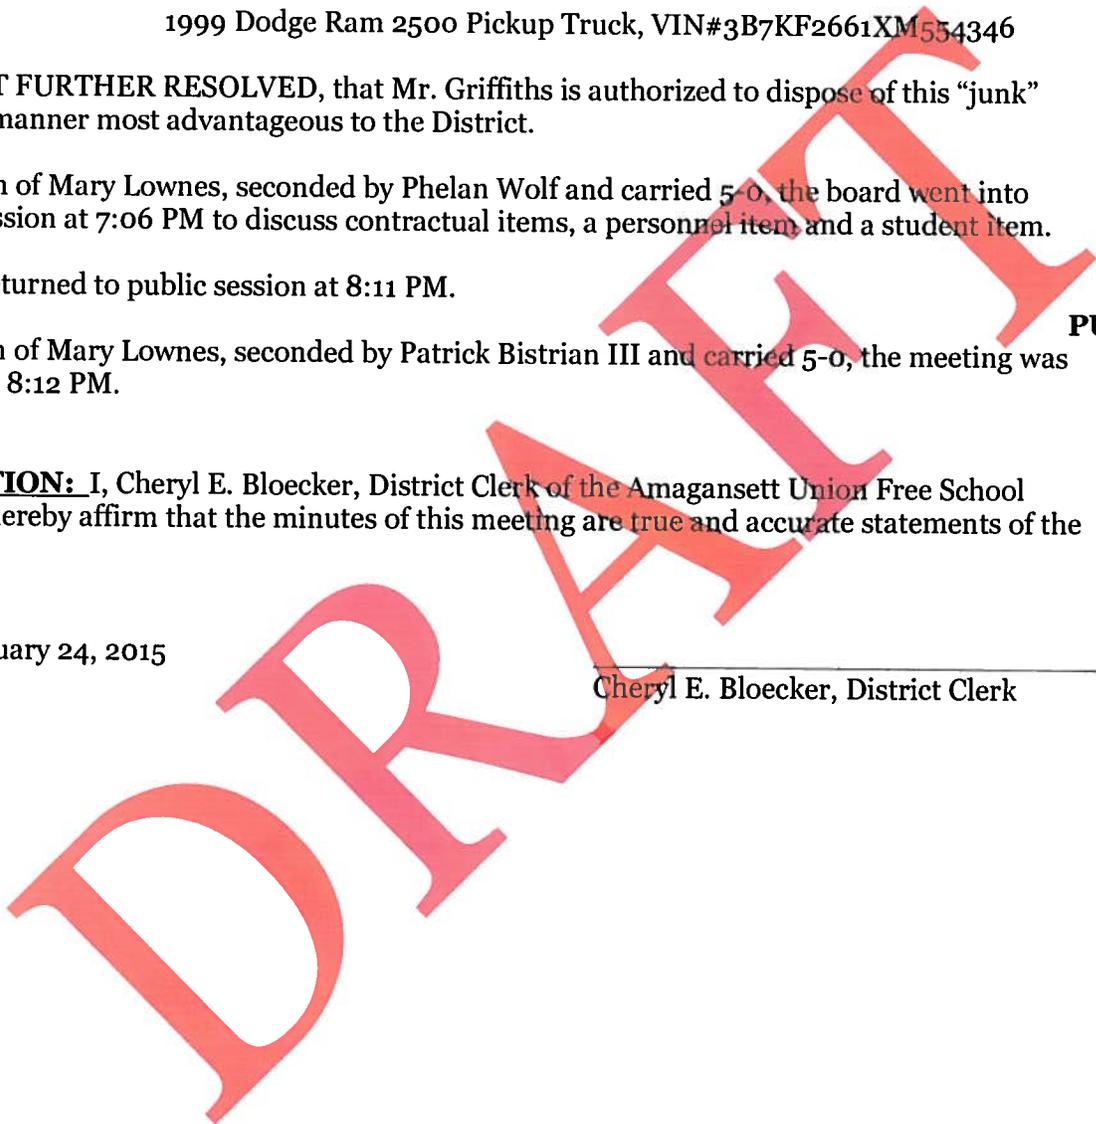 1999 Dodge Ram 2500 Pickup Truck, VIN#3B7KF2661XM554346
T FURTHER RESOLVED, that Mr. Griffiths is authorized to dispose of this “junk”
manner most advantageous to the District.
n of Mary Lownes, seconded by Phelan Wolf and carried 5-0, the board went into
ssion at 7:06 PM to discuss contractual items, a personnel item and a student item.
turned to public session at 8:11 PM.
PU
n of Mary Lownes, seconded by Patrick Bistrian III and carried 5-0, the meeting was
8:12 PM.
TION: I, Cheryl E. Bloecker, District Clerk of the Amagansett Union Free School
ereby affirm that the minutes of this meeting are true and accurate statements of the
uary 24, 2015
Cheryl E. Bloecker, District Clerk
DRAFT